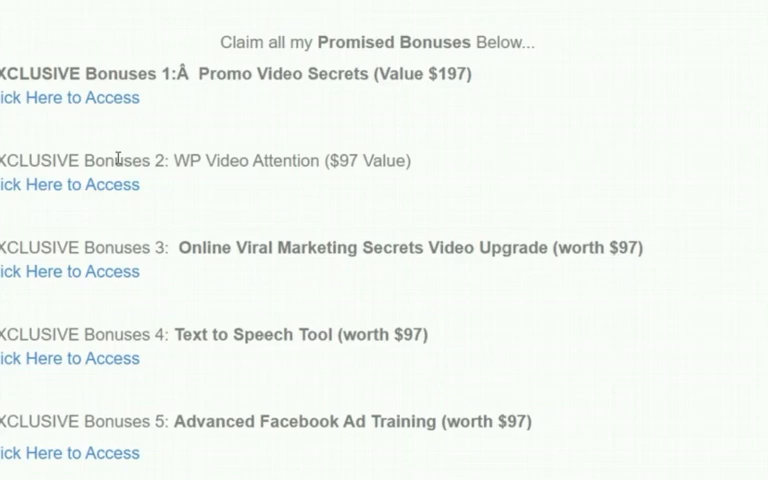 Claim all my Promised Bonuses Below...
XCLUSIVE Bonuses 1:Â  Promo Video Secrets (Value $197)
ick Here to Access
XCLUSIVE Bonuses 2: WP Video Attention ($97 Value)
ick Here to Access
XCLUSIVE Bonuses 3:  Online Viral Marketing Secrets Video Upgrade (worth $97)
ick Here to Access
XCLUSIVE Bonuses 4: Text to Speech Tool (worth $97)
ick Here to Access
XCLUSIVE Bonuses 5: Advanced Facebook Ad Training (worth $97)
ick Here to Access